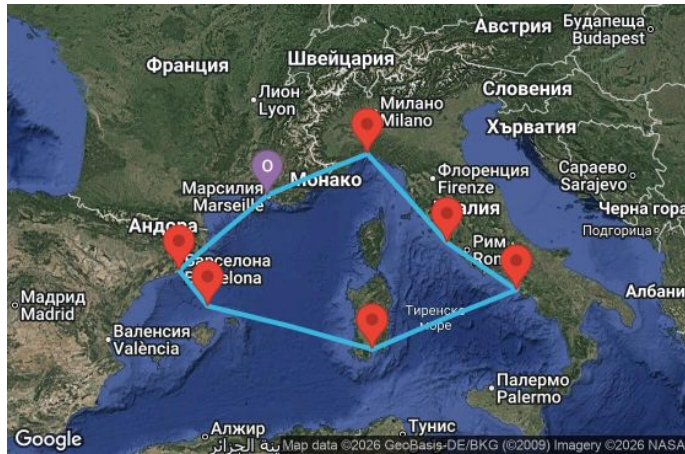 Австрия
Будапеща
Budapest
Швейцария
Франция
Лион
Lyon
Словения
Милано
Milano
Хърватия
Монако
Флоренция
Firenze
Сараево
Sarajevo
Марсилия
Marseille
O
Черна гора
Подгорица
Андора
Рим
Барселона
Мадрид
Madrid
Тиренско
море
Албани
Валенсия
València
Палермо
Palermo
Алжир
Тунис
Google
Map data ©2026 GeoBasis-DE/BKG (©2009) Imagery ©2026 NASA